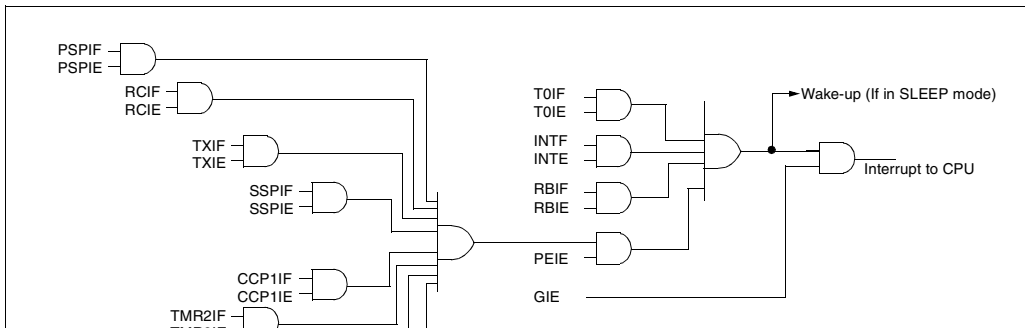 PSPIF
PSPIE
RCIF
RCIE
TXIF
TXIE
SSPIF
SSPIE
CCP1IF
CCP1IE
TMR2IF
T0IF
T0IE
INTF
INTE
RBIF
RBIE
PEIE
GIE
Wake-up (If in SLEEP mode)
Interrupt to CPU